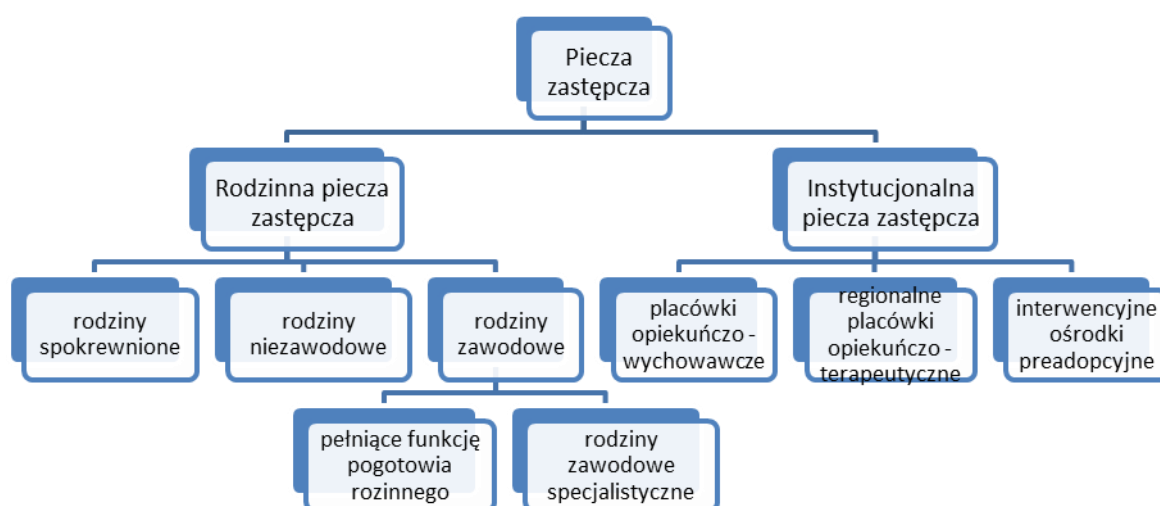 Piecza
zastępcza
Rodzinna piecza
zastępcza
Instytucjonalna
piecza zastępcza
rodziny
spokrewnione
rodziny
niezawodowe
rodziny
zawodowe
placówki
opiekuńczo -
wychowawcze
regionalne
placówki
opiekuńczo -
terapeutyczne
interwencyjne
ośrodki
preadopcyjne
pełniące funkcję
pogotowia
rozinnego
rodziny
zawodowe
specjalistyczne